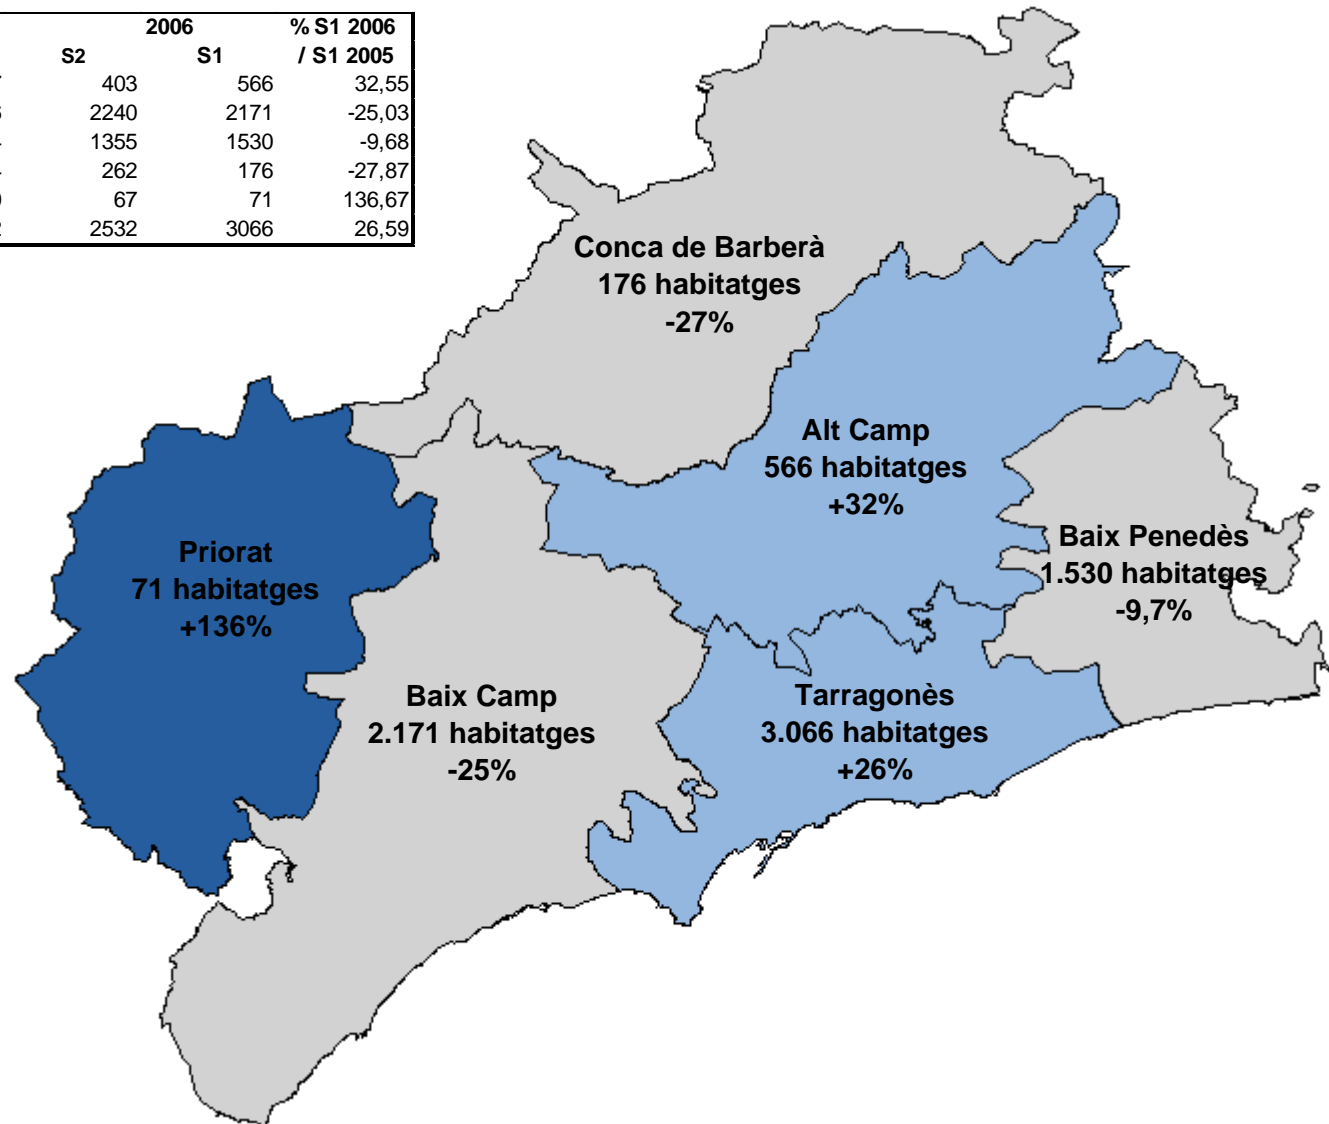 2006 % S1 2006
S2 S1 / S1 2005
403 566 32,55
2240 2171 -25,03
1355 1530 -9,68
262 176 -27,87
67 71 136,67
2532 3066 26,59
Conca de Barberà
176 habitatges
-27%
Alt Camp
566 habitatges
+32%
Baix Penedès
1.530 habitatges
-9,7%
Priorat
71 habitatges
+136%
Baix Camp
2.171 habitatges
-25%
Tarragonès
3.066 habitatges
+26%